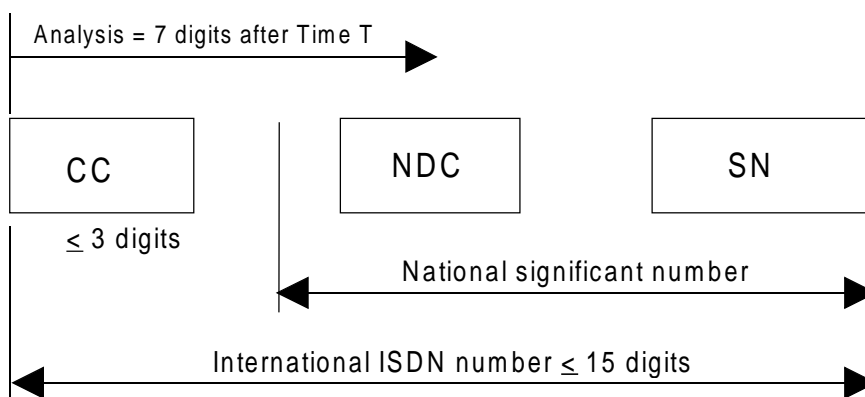 Analysis = 7 digits after Time T
CC
NDC
SN
≤ 3 digits
National significant number
International ISDN number ≤ 15 digits